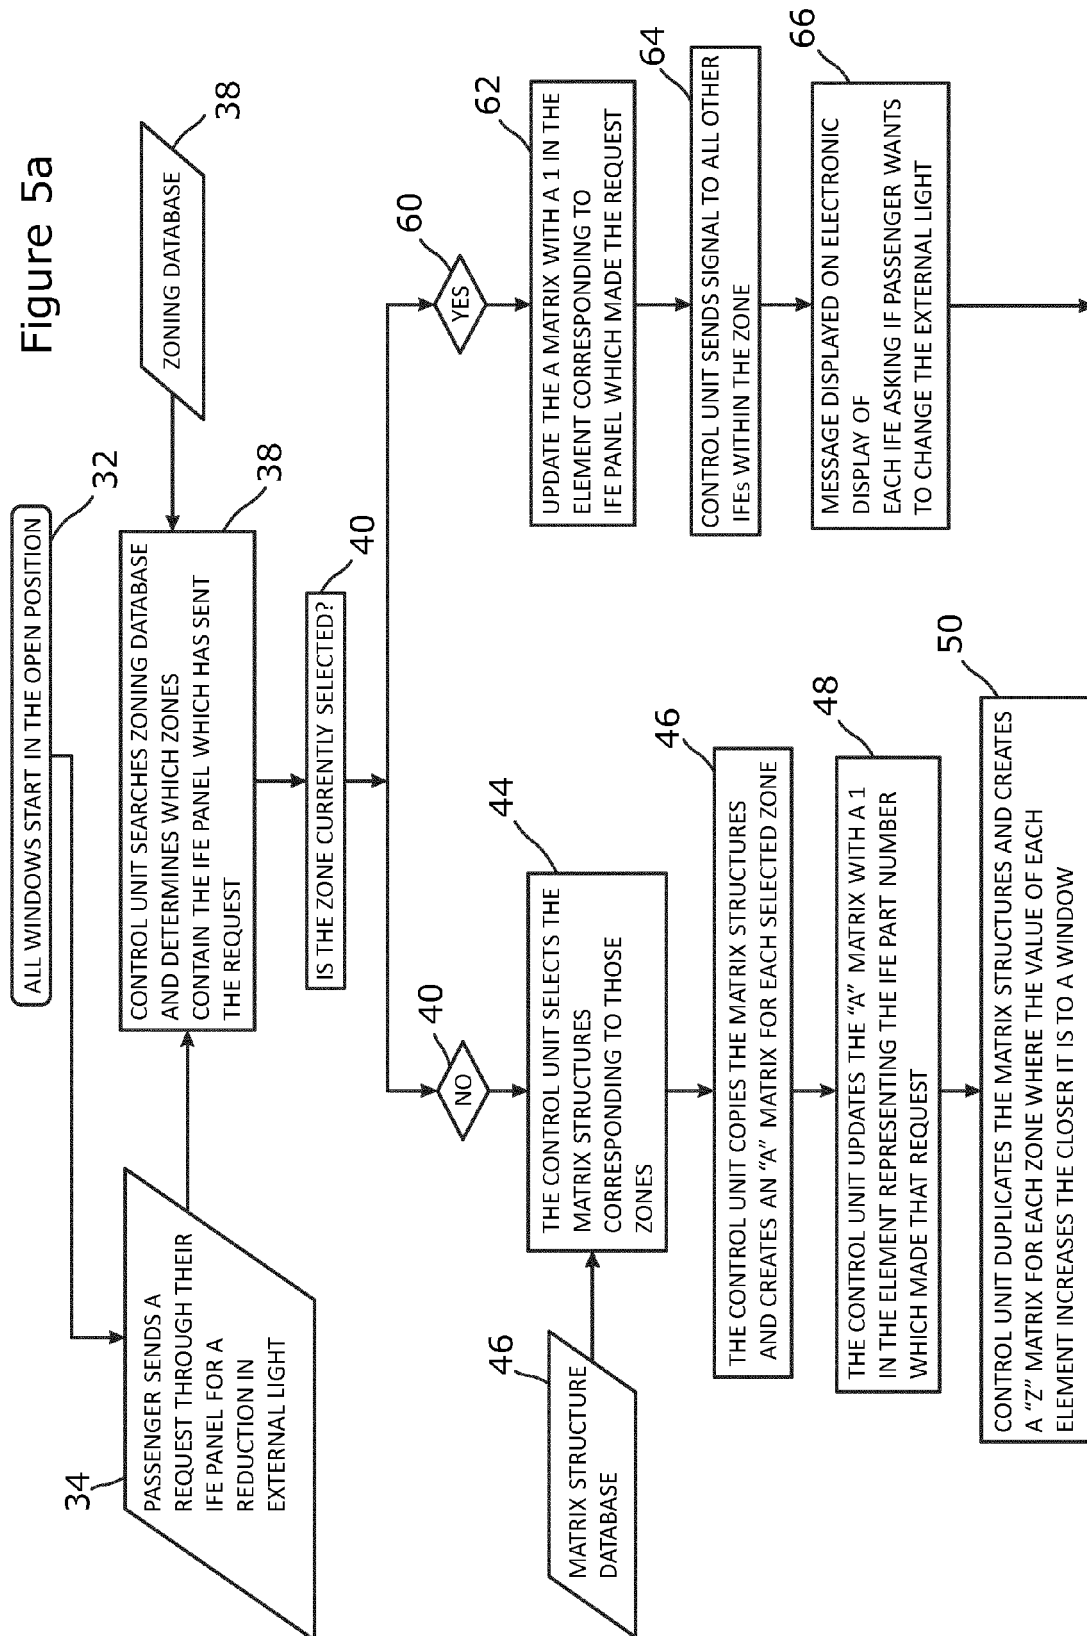 Figure 5a
ALL WINDOWS START IN THE OPEN POSITION
32
34
PASSENGER SENDS A
REQUEST THROUGH THEIR
IFE PANEL FOR A
REDUCTION IN
EXTERNAL LIGHT
CONTROL UNIT SEARCHES ZONING DATABASE
AND DETERMINES WHICH ZONES
CONTAIN THE IFE PANEL WHICH HAS SENT
THE REQUEST
38
ZONING DATABASE
38
IS THE ZONE CURRENTLY SELECTED?
40
NO
40
YES
60
46
MATRIX STRUCTURE
DATABASE
THE CONTROL UNIT SELECTS THE
MATRIX STRUCTURES
CORRESPONDING TO THOSE
ZONES
44
THE CONTROL UNIT COPIES THE MATRIX STRUCTURES
AND CREATES AN “A” MATRIX FOR EACH SELECTED ZONE
46
THE CONTROL UNIT UPDATES THE “A” MATRIX WITH A 1
IN THE ELEMENT REPRESENTING THE IFE PART NUMBER
WHICH MADE THAT REQUEST
48
CONTROL UNIT DUPLICATES THE MATRIX STRUCTURES AND CREATES
A “Z” MATRIX FOR EACH ZONE WHERE THE VALUE OF EACH
ELEMENT INCREASES THE CLOSER IT IS TO A WINDOW
50
UPDATE THE A MATRIX WITH A 1 IN THE
ELEMENT CORRESPONDING TO
IFE PANEL WHICH MADE THE REQUEST
62
CONTROL UNIT SENDS SIGNAL TO ALL OTHER
IFEs WITHIN THE ZONE
64
MESSAGE DISPLAYED ON ELECTRONIC
DISPLAY OF
EACH IFE ASKING IF PASSENGER WANTS
TO CHANGE THE EXTERNAL LIGHT
66